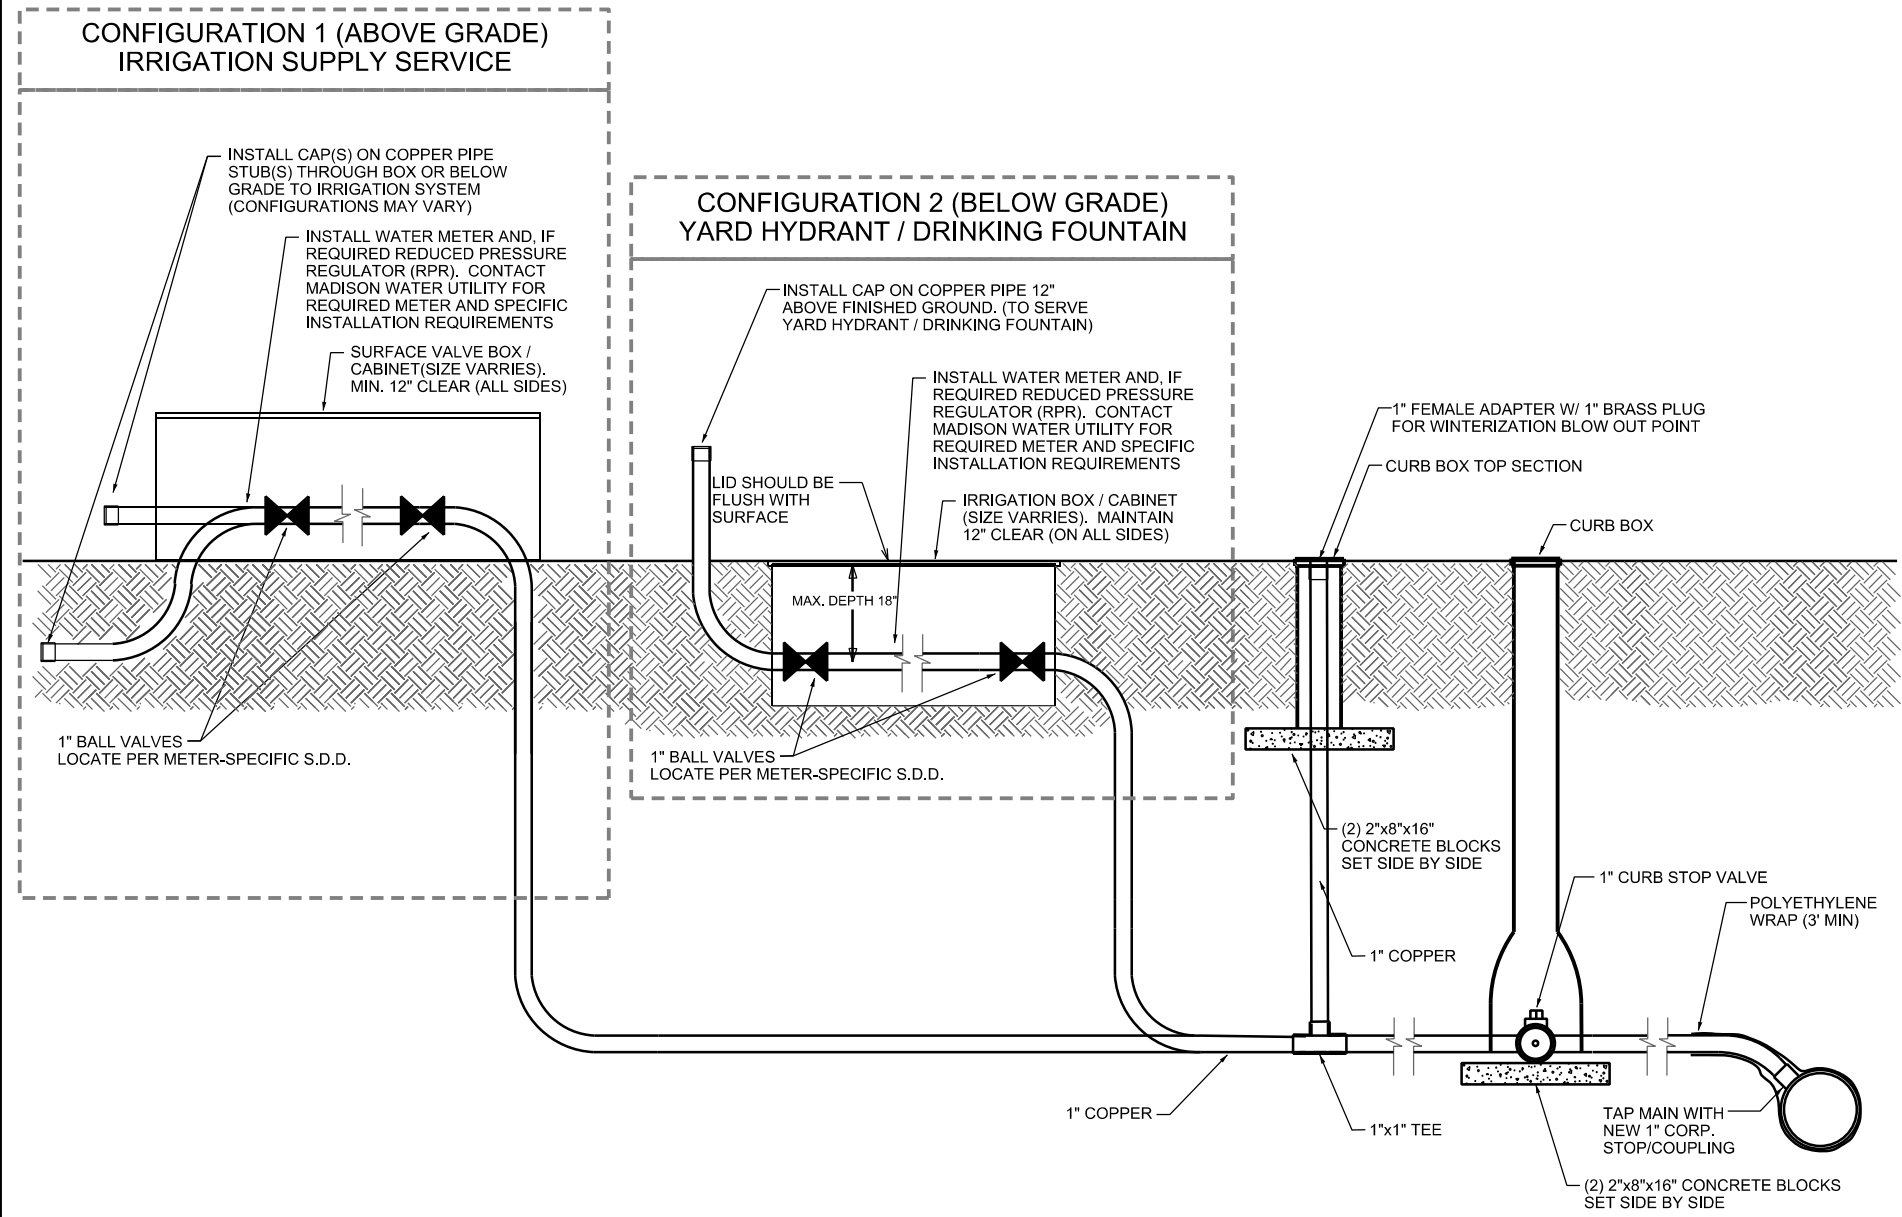 CONFIGURATION 1 (ABOVE GRADE)
IRRIGATION SUPPLY SERVICE
INSTALL CAP(S) ON COPPER PIPE
STUB(S) THROUGH BOX OR BELOW
GRADE TO IRRIGATION SYSTEM
(CONFIGURATIONS MAY VARY)
INSTALL WATER METER AND, IF
REQUIRED REDUCED PRESSURE
REGULATOR (RPR).  CONTACT
MADISON WATER UTILITY FOR
REQUIRED METER AND SPECIFIC
INSTALLATION REQUIREMENTS
SURFACE VALVE BOX /
CABINET(SIZE VARRIES).
MIN. 12" CLEAR (ALL SIDES)
1" BALL VALVES
LOCATE PER METER-SPECIFIC S.D.D.
CONFIGURATION 2 (BELOW GRADE)
YARD HYDRANT / DRINKING FOUNTAIN
INSTALL CAP ON COPPER PIPE 12"
ABOVE FINISHED GROUND. (TO SERVE
YARD HYDRANT / DRINKING FOUNTAIN)
INSTALL WATER METER AND, IF
REQUIRED REDUCED PRESSURE
REGULATOR (RPR).  CONTACT
MADISON WATER UTILITY FOR
REQUIRED METER AND SPECIFIC
INSTALLATION REQUIREMENTS
LID SHOULD BE
FLUSH WITH
SURFACE
IRRIGATION BOX / CABINET
(SIZE VARRIES).  MAINTAIN
12" CLEAR (ON ALL SIDES)
MAX. DEPTH 18"
1" BALL VALVES
LOCATE PER METER-SPECIFIC S.D.D.
1" FEMALE ADAPTER W/ 1" BRASS PLUG
FOR WINTERIZATION BLOW OUT POINT
CURB BOX TOP SECTION
CURB BOX
(2) 2"x8"x16"
CONCRETE BLOCKS
SET SIDE BY SIDE
1" CURB STOP VALVE
POLYETHYLENE
WRAP (3' MIN)
1" COPPER
1" COPPER
1"x1" TEE
TAP MAIN WITH
NEW 1" CORP.
STOP/COUPLING
(2) 2"x8"x16" CONCRETE BLOCKS
SET SIDE BY SIDE